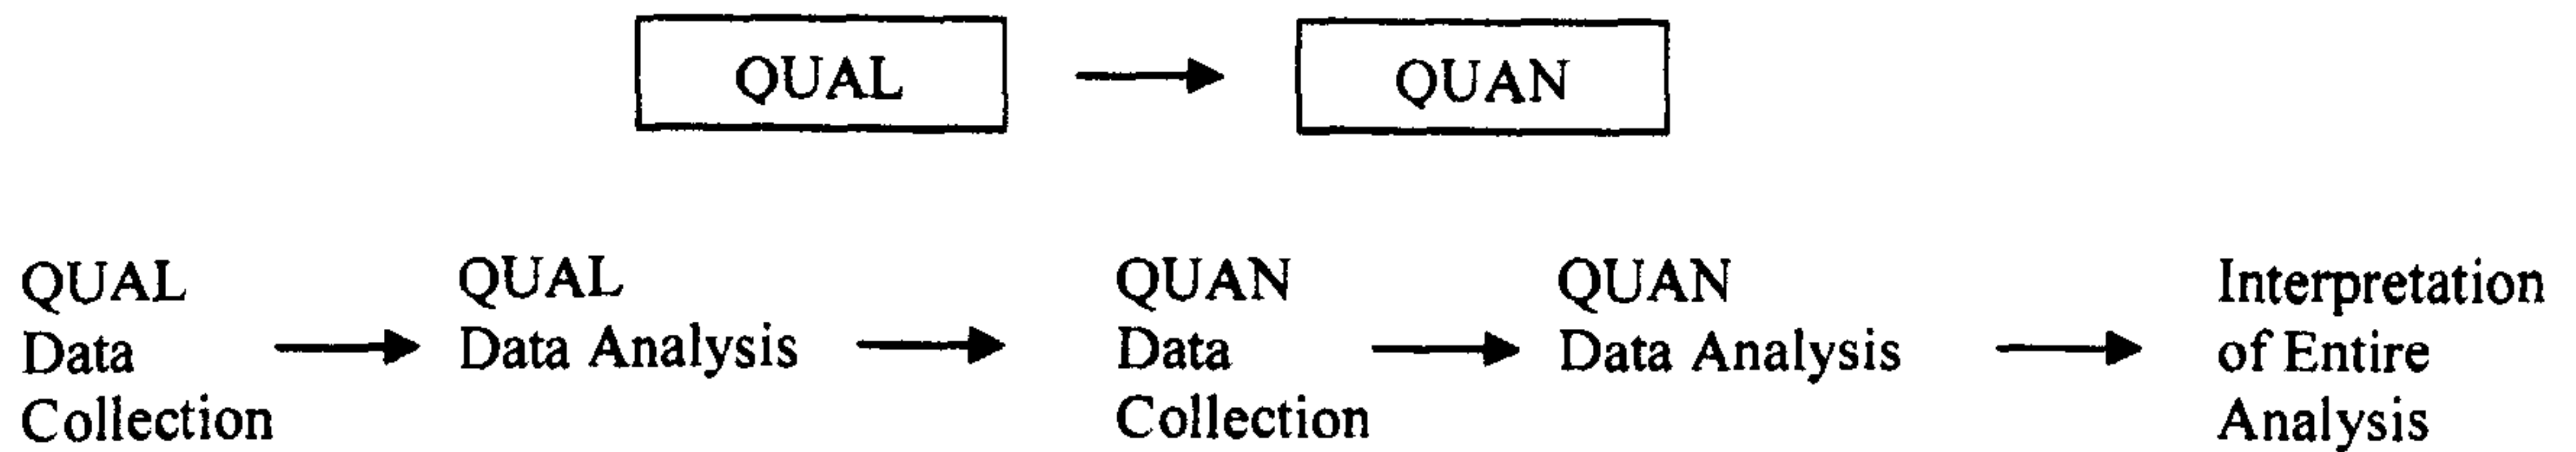 QUAL
QUAN
QUAL
Data
Collection
QUAL
Data Analysis
QUAN
Data
Collection
QUAN
Data Analysis
Interpretation
of Entire
Analysis